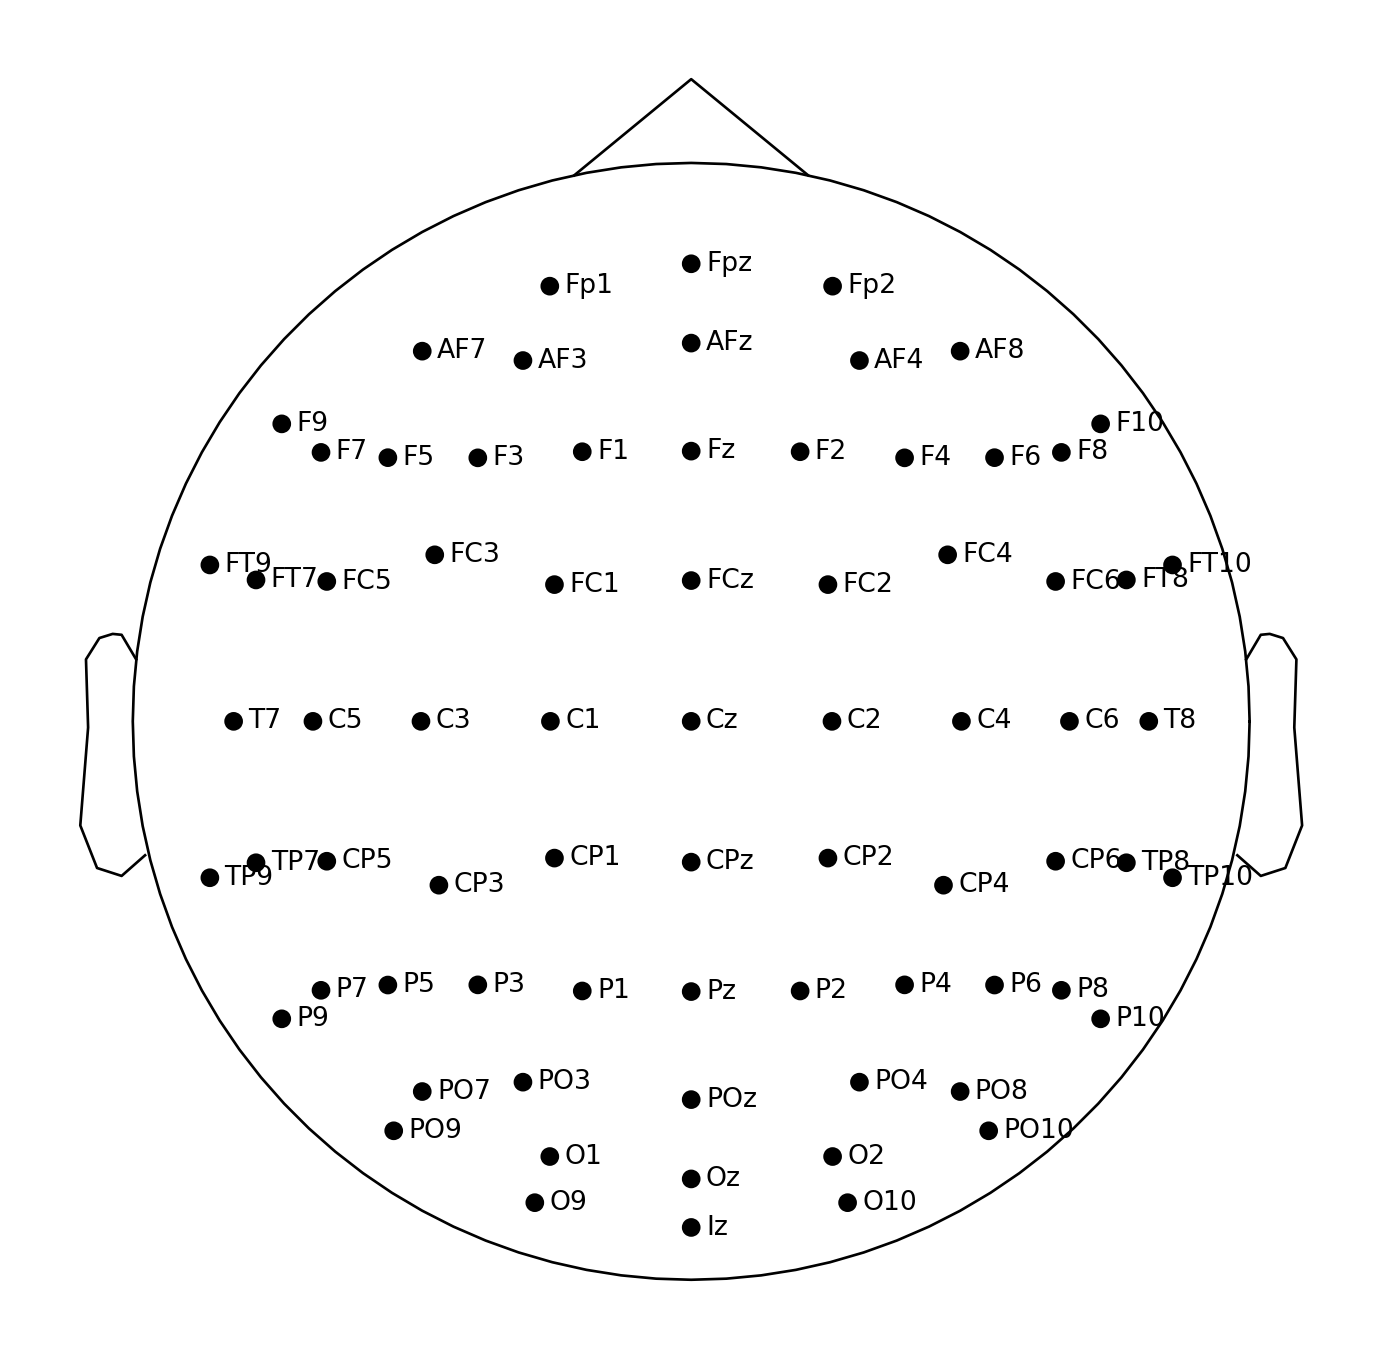 Fpz
Fp1 Fp2
AFz
AF7 AF3 AF4 AF8
F9 F10
F7 F5 F3 F1 Fz F2 F4 F6 F8
FC3 FC4
FT9 FT10
FT7 FC5 FC1 FCz FC2 FC6 FT8
T7 C5 C3 C1 Cz C2 C4 C6 T8
TP7 CP5 CP1 CPz CP2 CP6 TP8
TP9 CP3 CP4 TP10
P7 P5 P3 P1 Pz P2 P4 P6 P8
P9 P10
PO7 PO3 POz PO4 PO8
PO9 PO10
O1 Oz O2
O9 O10
Iz